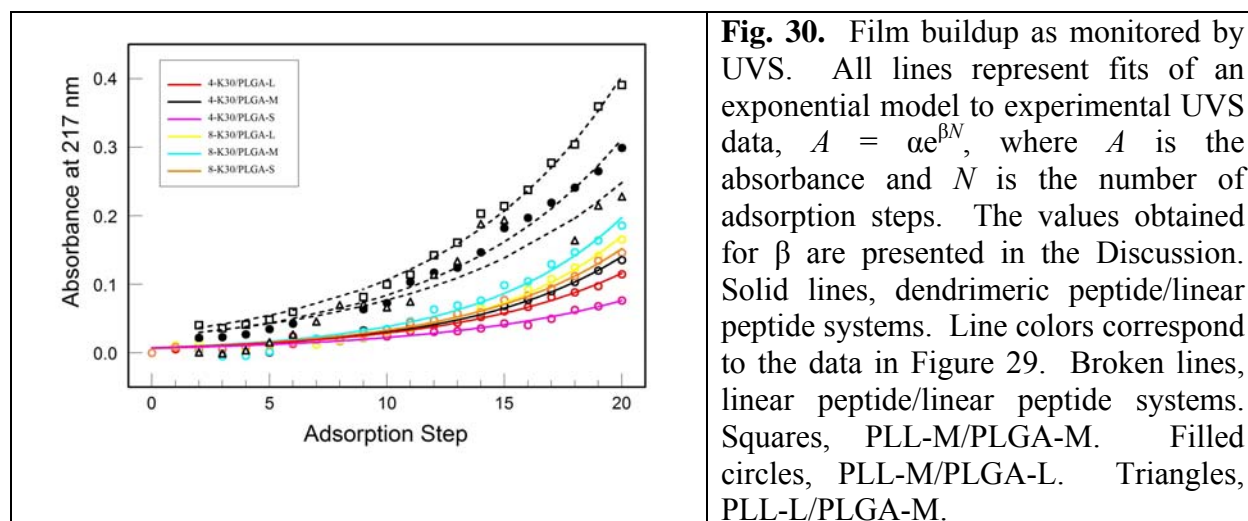 0.4
0.3
0.2
0.1
0.0
Absorbance at 217 nm
4-K30/PLGA-L
4-K30/PLGA-M
4-K30/PLGA-S
8-K30/PLGA-L
8-K30/PLGA-M
8-K30/PLGA-S
0 5 10 15 20
Adsorption Step
Fig. 30. Film buildup as monitored by
UVS. All lines represent fits of an
exponential model to experimental UVS
data, A = αe^βN, where A is the
absorbance and N is the number of
adsorption steps. The values obtained
for β are presented in the Discussion.
Solid lines, dendrimeric peptide/linear
peptide systems. Line colors correspond
to the data in Figure 29. Broken lines,
linear peptide/linear peptide systems.
Squares, PLL-M/PLGA-M. Filled
circles, PLL-M/PLGA-L. Triangles,
PLL-L/PLGA-M.